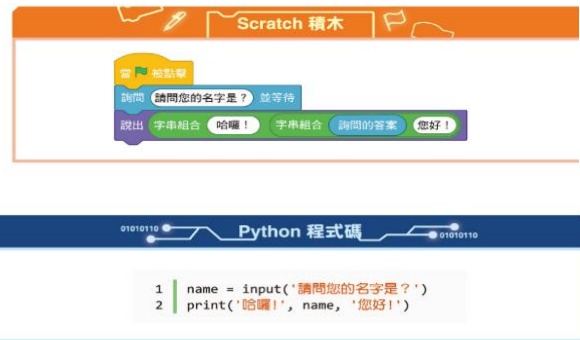 Scratch 積木
當 被點擊
詢問 請問您的名字是？ 並等待
說出 字串組合 哈囉！ 字串組合 詢問的答案 您好！
01010110 Python 程式碼 01010110
1 name = input('請問您的名字是？')
2 print('哈囉!', name, '您好!')